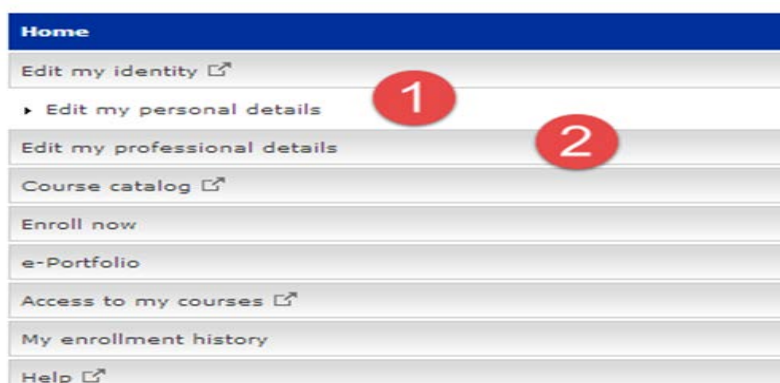 Home
Edit my identity
Edit my personal details
1
Edit my professional details
2
Course catalog
Enroll now
e-Portfolio
Access to my courses
My enrollment history
Help